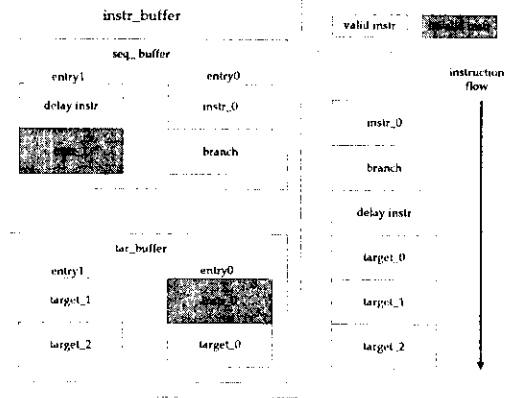 instr_buffer
valid instr
seq_buffer
entry1 entry0
delay instr instr_0
branch
instruction
flow
instr_0
branch
delay instr
target_0
target_1
target_2
tar_buffer
entry1 entry0
target_1
target_2 target_0